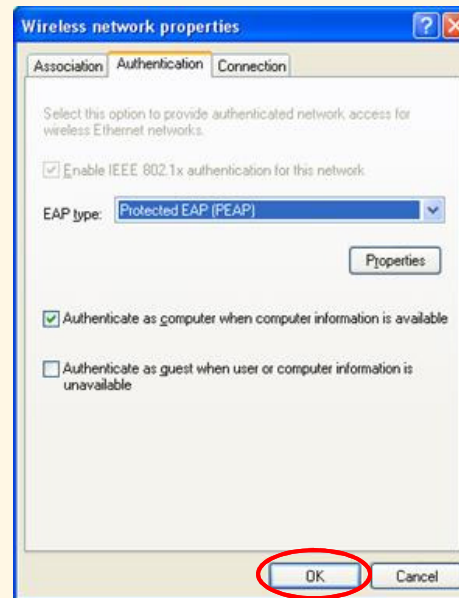 Wireless network properties
Association Authentication Connection
Select this option to provide authenticated network access for
wireless Ethernet networks.
Enable IEEE 802.1x authentication for this network
EAP type: Protected EAP (PEAP)
Properties
Authenticate as computer when computer information is available
Authenticate as guest when user or computer information is
unavailable
OK Cancel